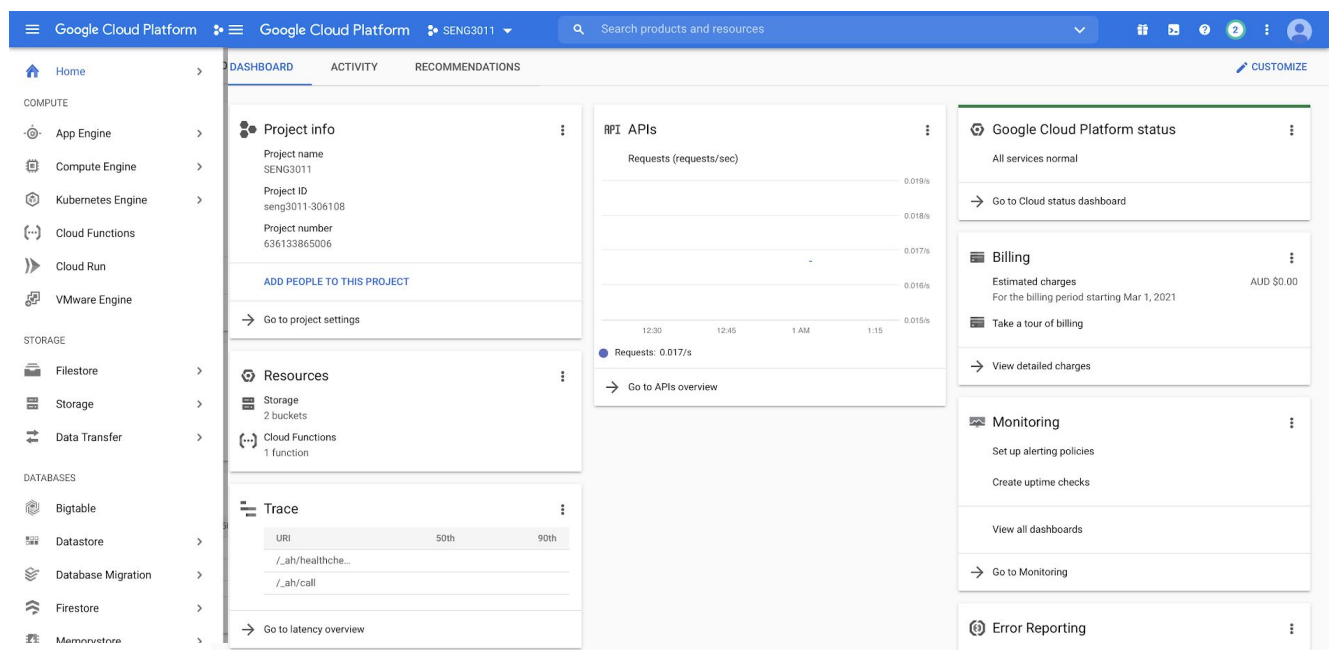 Google Cloud Platform
Google Cloud Platform SENG3011 Search products and resources 2
Home
COMPUTE
App Engine
Compute Engine
Kubernetes Engine
Cloud Functions
Cloud Run
VMware Engine
STORAGE
Filestore
Storage
Data Transfer
DATABASES
Bigtable
Datastore
Database Migration
Firestore
Memorystore
DASHBOARD ACTIVITY RECOMMENDATIONS CUSTOMIZE
Project info
Project name
SENG3011
Project ID
seng3011-306108
Project number
636133865006
ADD PEOPLE TO THIS PROJECT
Go to project settings
Resources
Storage
2 buckets
Cloud Functions
1 function
Trace
URI 50th 90th
/_ah/healthche...
/_ah/call
Go to latency overview
API APIs
Requests (requests/sec)
0.019/s
0.018/s
0.017/s
0.016/s
0.015/s
12:30 12:45 1 AM 1:15
Requests: 0.017/s
Go to APIs overview
Google Cloud Platform status
All services normal
Go to Cloud status dashboard
Billing
Estimated charges AUD $0.00
For the billing period starting Mar 1, 2021
Take a tour of billing
View detailed charges
Monitoring
Set up alerting policies
Create uptime checks
View all dashboards
Go to Monitoring
Error Reporting